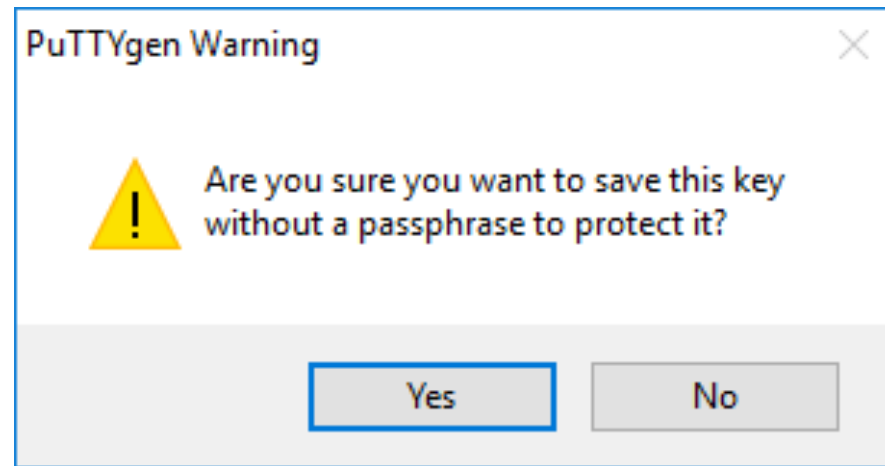 PuTTYgen Warning
Are you sure you want to save this key
without a passphrase to protect it?
Yes
No